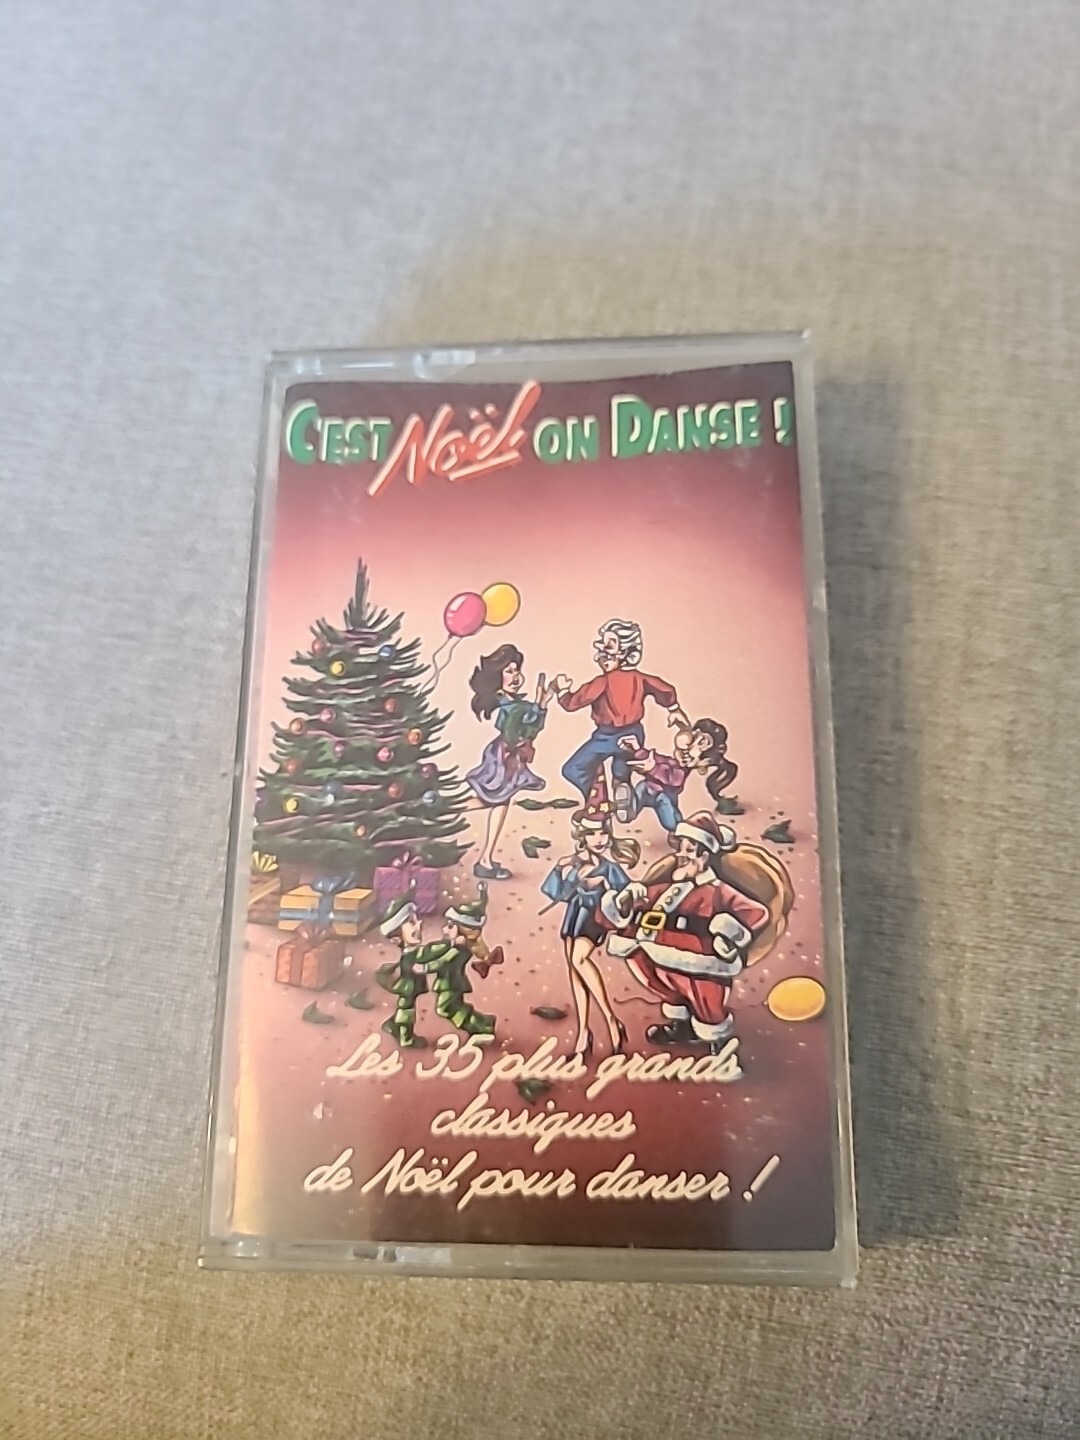 C'EST Noël ON DANSE !
Les 35 plus grands
classiques
de Noël pour danser !